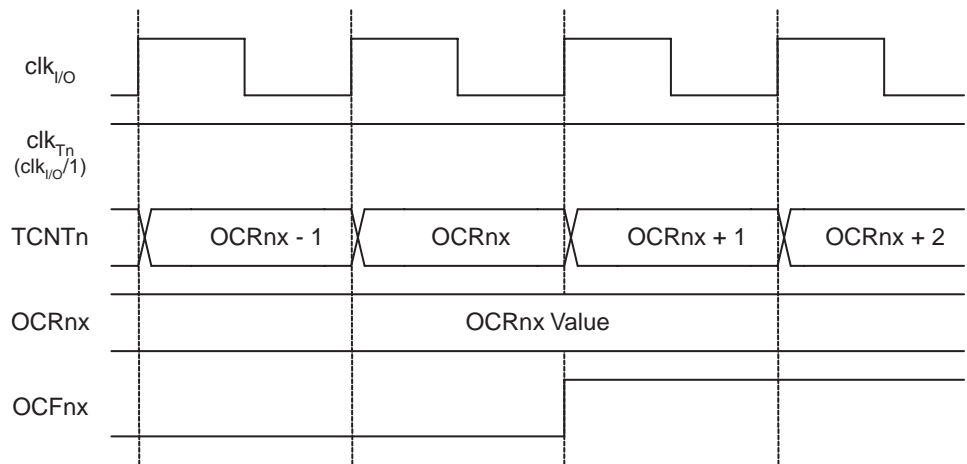 clkI/O
clkTn
(clkI/O/1)
TCNTn OCRnx - 1 OCRnx OCRnx + 1 OCRnx + 2
OCRnx OCRnx Value
OCFnx